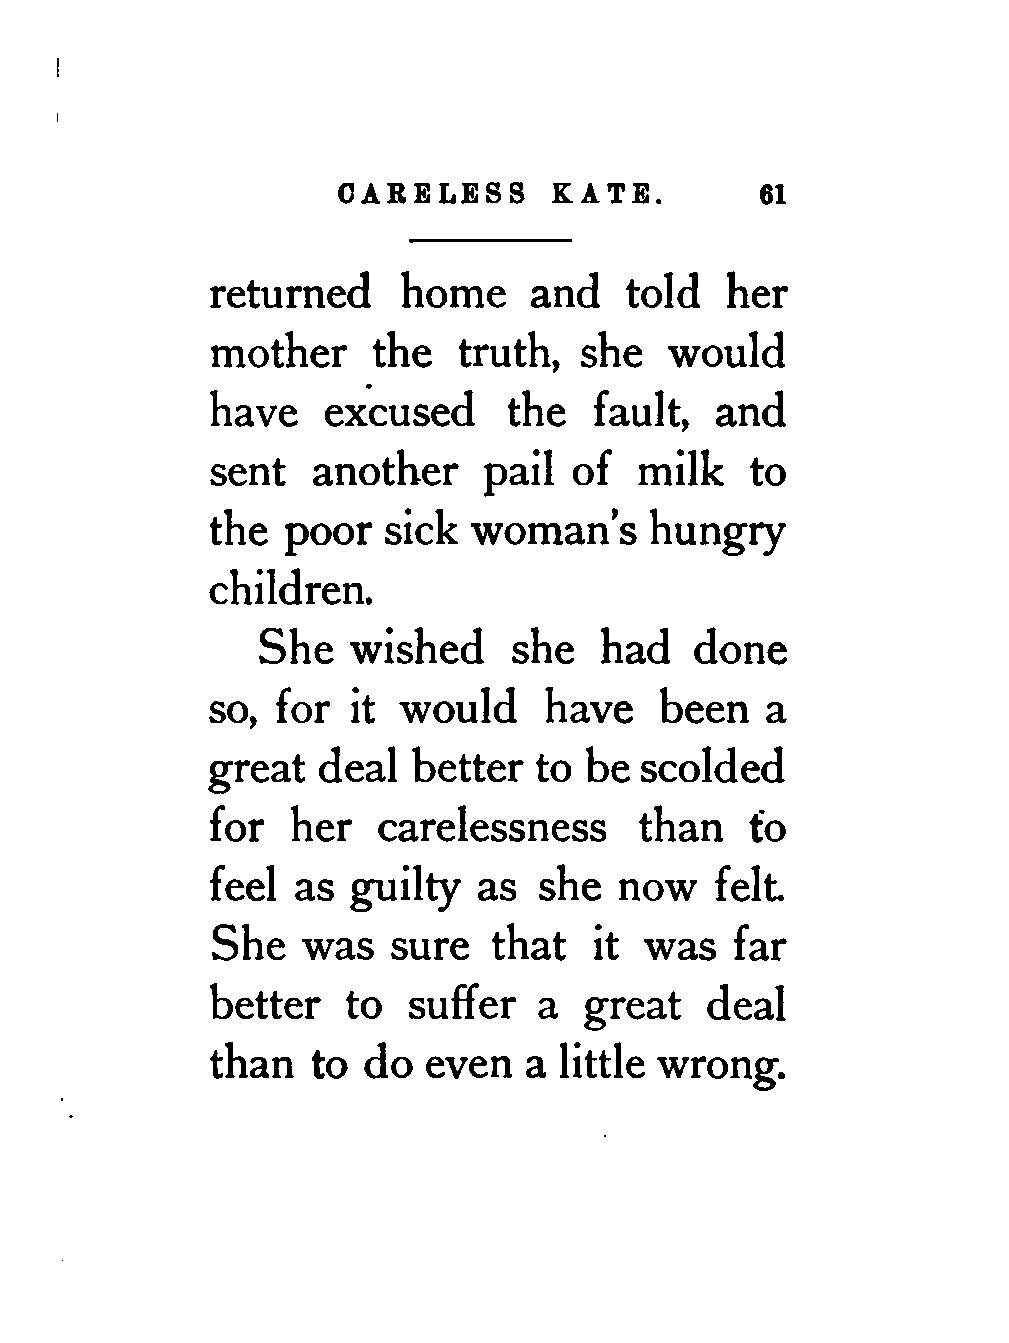 CARELESS KATE. 61
returned home and told her
mother the truth, she would
have excused the fault, and
sent another pail of milk to
the poor sick woman's hungry
children.
She wished she had done
so, for it would have been a
great deal better to be scolded
for her carelessness than to
feel as guilty as she now felt.
She was sure that it was far
better to suffer a great deal
than to do even a little wrong.